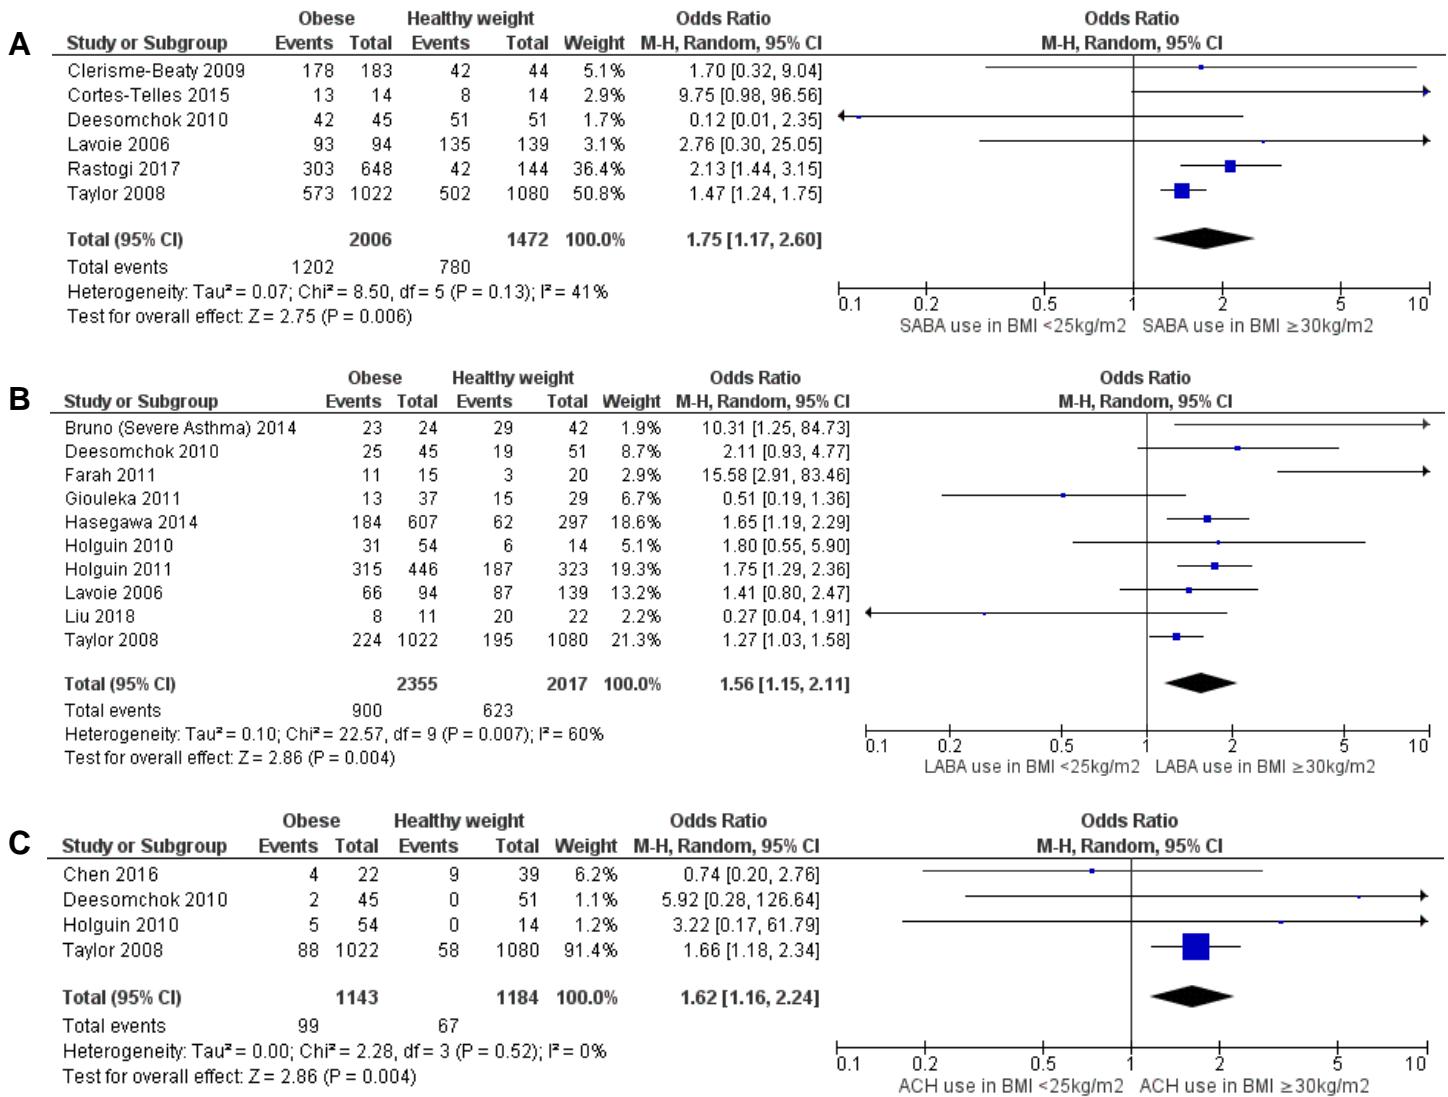 A
Obese Healthy weight Odds Ratio Odds Ratio
Study or Subgroup Events Total Events Total Weight M-H, Random, 95% CI M-H, Random, 95% CI
Clerisme-Beaty 2009 178 183 42 44 5.1% 1.70 [0.32, 9.04]
Cortes-Telles 2015 13 14 8 14 2.9% 9.75 [0.98, 96.56]
Deesomchok 2010 42 45 51 51 1.7% 0.12 [0.01, 2.35]
Lavoie 2006 93 94 135 139 3.1% 2.76 [0.30, 25.05]
Rastogi 2017 303 648 42 144 36.4% 2.13 [1.44, 3.15]
Taylor 2008 573 1022 502 1080 50.8% 1.47 [1.24, 1.75]
Total (95% CI) 2006 1472 100.0% 1.75 [1.17, 2.60]
Total events 1202 780
Heterogeneity: Tau² = 0.07; Chi² = 8.50, df = 5 (P = 0.13); I² = 41%
Test for overall effect: Z = 2.75 (P = 0.006)
0.1 0.2 0.5 1 2 5 10
SABA use in BMI <25kg/m2 SABA use in BMI ≥30kg/m2
B
Obese Healthy weight Odds Ratio Odds Ratio
Study or Subgroup Events Total Events Total Weight M-H, Random, 95% CI M-H, Random, 95% CI
Bruno (Severe Asthma) 2014 23 24 29 42 1.9% 10.31 [1.25, 84.73]
Deesomchok 2010 25 45 19 51 8.7% 2.11 [0.93, 4.77]
Farah 2011 11 15 3 20 2.9% 15.58 [2.91, 83.46]
Giouleka 2011 13 37 15 29 6.7% 0.51 [0.19, 1.36]
Hasegawa 2014 184 607 62 297 18.6% 1.65 [1.19, 2.29]
Holguin 2010 31 54 6 14 5.1% 1.80 [0.55, 5.90]
Holguin 2011 315 446 187 323 19.3% 1.75 [1.29, 2.36]
Lavoie 2006 66 94 87 139 13.2% 1.41 [0.80, 2.47]
Liu 2018 8 11 20 22 2.2% 0.27 [0.04, 1.91]
Taylor 2008 224 1022 195 1080 21.3% 1.27 [1.03, 1.58]
Total (95% CI) 2355 2017 100.0% 1.56 [1.15, 2.11]
Total events 900 623
Heterogeneity: Tau² = 0.10; Chi² = 22.57, df = 9 (P = 0.007); I² = 60%
Test for overall effect: Z = 2.86 (P = 0.004)
0.1 0.2 0.5 1 2 5 10
LABA use in BMI <25kg/m2 LABA use in BMI ≥30kg/m2
C
Obese Healthy weight Odds Ratio Odds Ratio
Study or Subgroup Events Total Events Total Weight M-H, Random, 95% CI M-H, Random, 95% CI
Chen 2016 4 22 9 39 6.2% 0.74 [0.20, 2.76]
Deesomchok 2010 2 45 0 51 1.1% 5.92 [0.28, 126.64]
Holguin 2010 5 54 0 14 1.2% 3.22 [0.17, 61.79]
Taylor 2008 88 1022 58 1080 91.4% 1.66 [1.18, 2.34]
Total (95% CI) 1143 1184 100.0% 1.62 [1.16, 2.24]
Total events 99 67
Heterogeneity: Tau² = 0.00; Chi² = 2.28, df = 3 (P = 0.52); I² = 0%
Test for overall effect: Z = 2.86 (P = 0.004)
0.1 0.2 0.5 1 2 5 10
ACH use in BMI <25kg/m2 ACH use in BMI ≥30kg/m2